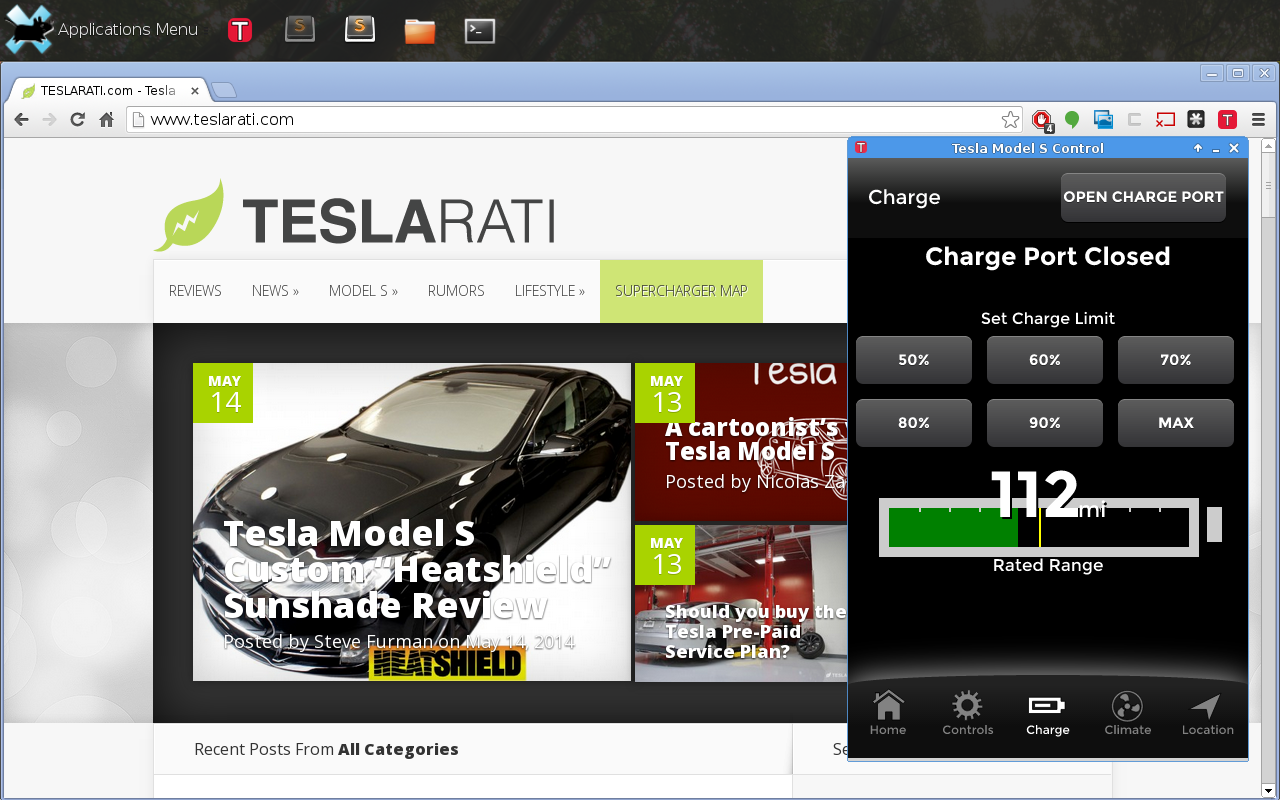 Applications Menu
TESLARATI.com - Tesla
www.teslarati.com
4
TESLARATI
REVIEWS
NEWS »
MODEL S »
RUMORS
LIFESTYLE »
SUPERCHARGER MAP
MAY
14
Tesla Model S
Custom “Heatshield”
Sunshade Review
Posted by Steve Furman on May 14, 2014
HEATSHIELD
MAY
13
Tesla
A cartoonist’s
Tesla Model S
Posted by Nicolas Za
MAY
13
Should you buy the
Tesla Pre-Paid
Service Plan?
Recent Posts From All Categories
Se
Tesla Model S Control
Charge
OPEN CHARGE PORT
Charge Port Closed
Set Charge Limit
50%
60%
70%
80%
90%
MAX
112 mi
Rated Range
Home
Controls
Charge
Climate
Location